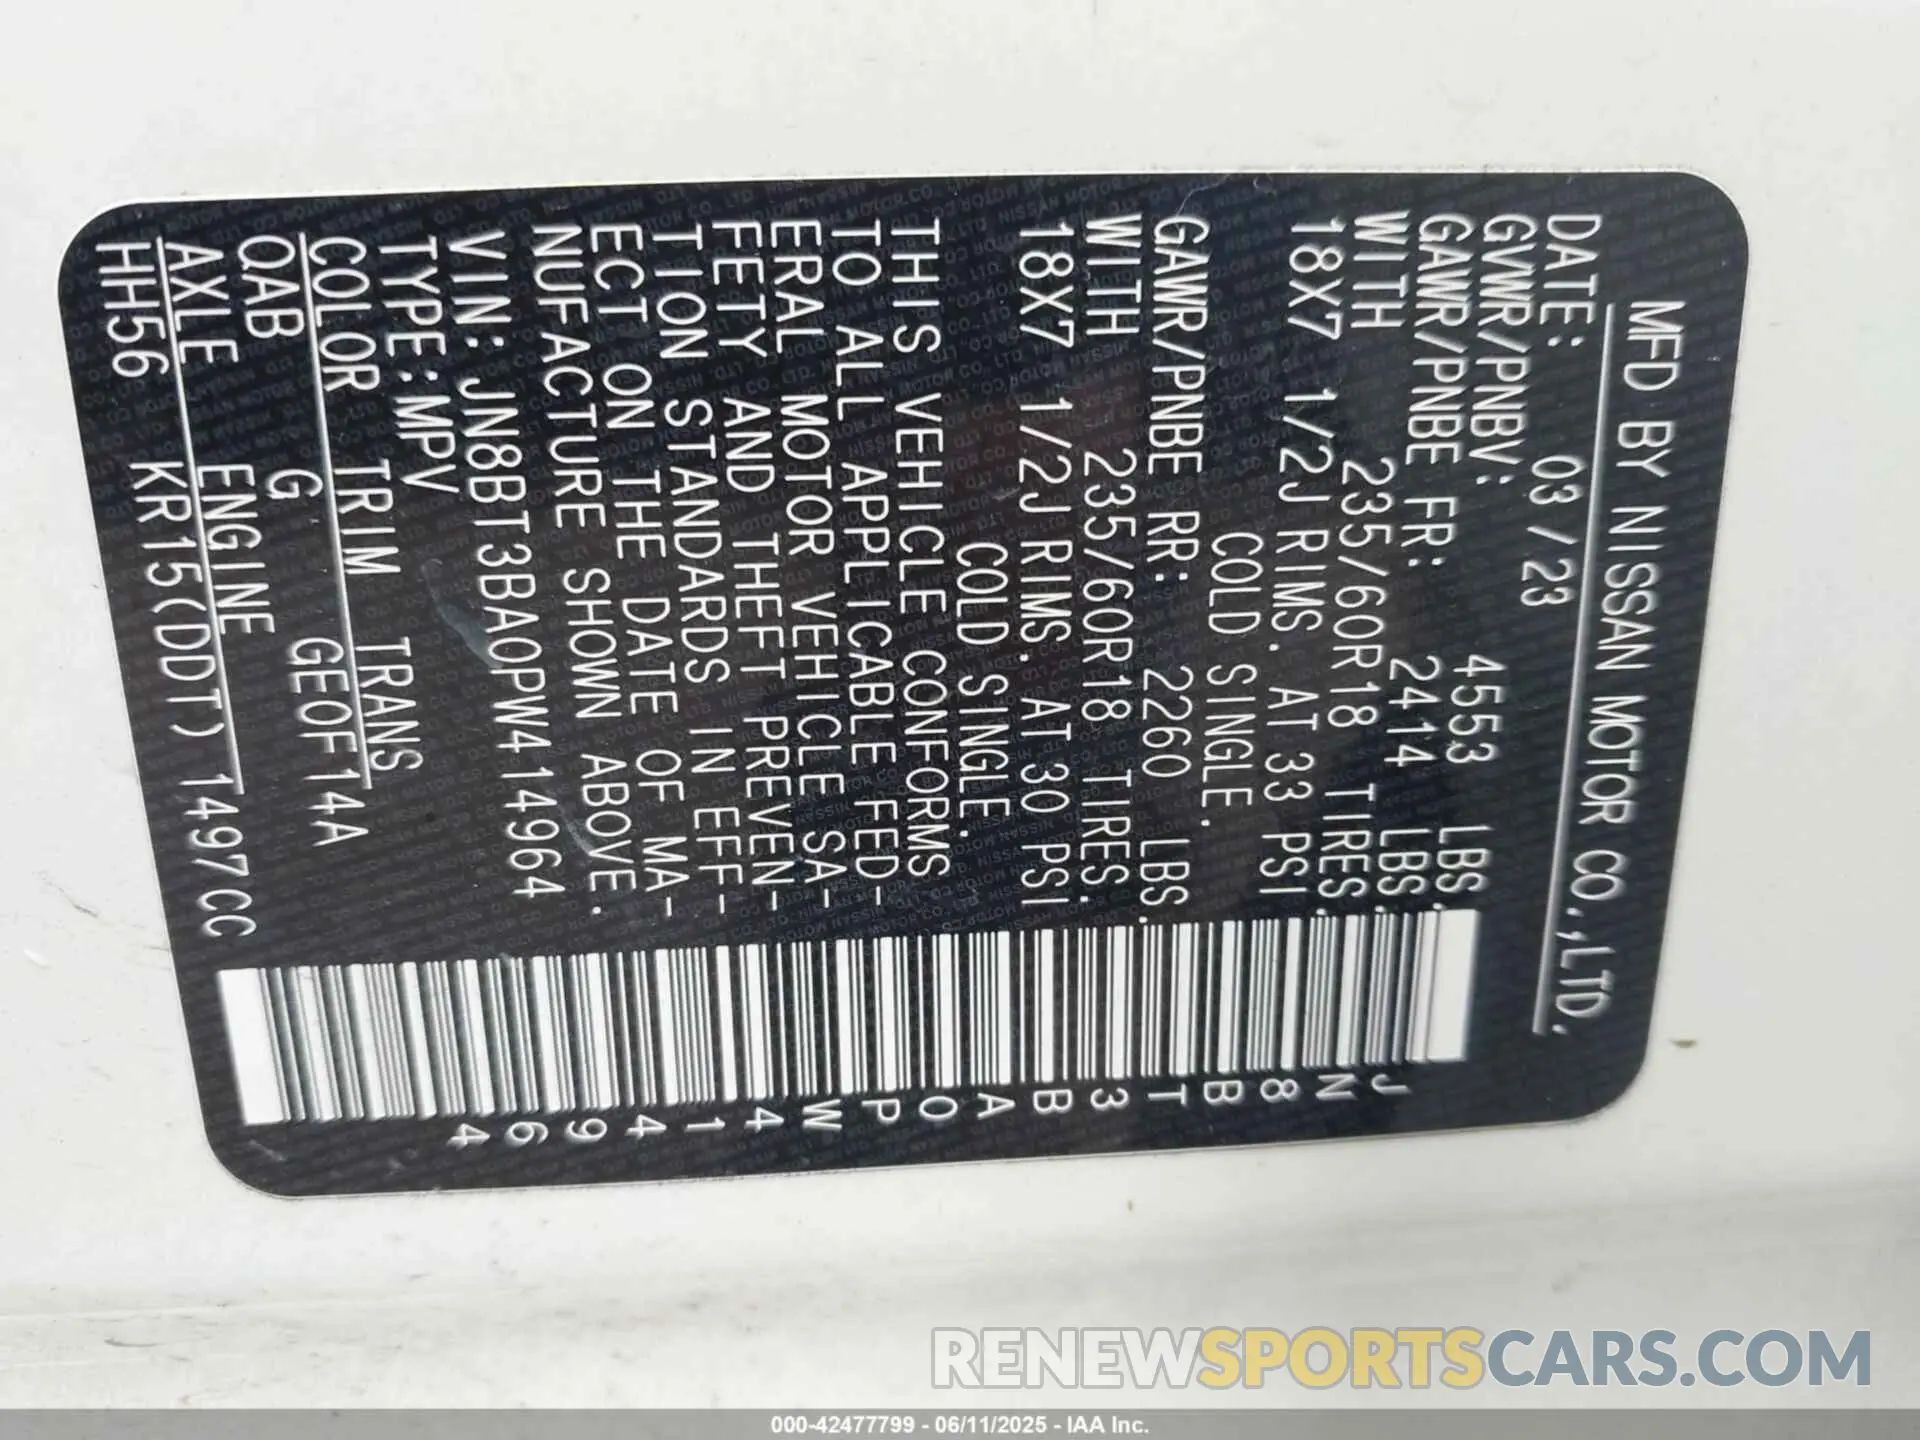 MFD BY NISSAN MOTOR CO.,LTD.
DATE: 03 / 23
GVWR/PNBV: 4553 LBS.
GAWR/PNBE FR: 2414 LBS.
WITH 235/60R18 TIRES,
18X7 1/2J RIMS. AT 33 PSI
COLD SINGLE.
GAWR/PNBE RR: 2260 LBS.
WITH 235/60R18 TIRES,
18X7 1/2J RIMS. AT 30 PSI
COLD SINGLE.
THIS VEHICLE CONFORMS
TO ALL APPLICABLE FED-
ERAL MOTOR VEHICLE SA-
FETY AND THEFT PREVEN-
TION STANDARDS IN EFF-
ECT ON THE DATE OF MA-
NUFACTURE SHOWN ABOVE.
VIN: JN8BT3BA0PW414964
TYPE:MPV
COLOR TRIM TRANS
QAB G GE0F14A
AXLE ENGINE
HH56 KR15(DDT) 1497CC
JN8BT3BA0PW414964
RENEWSPORTSCARS.COM
000-42477799 - 06/11/2025 - IAA Inc.